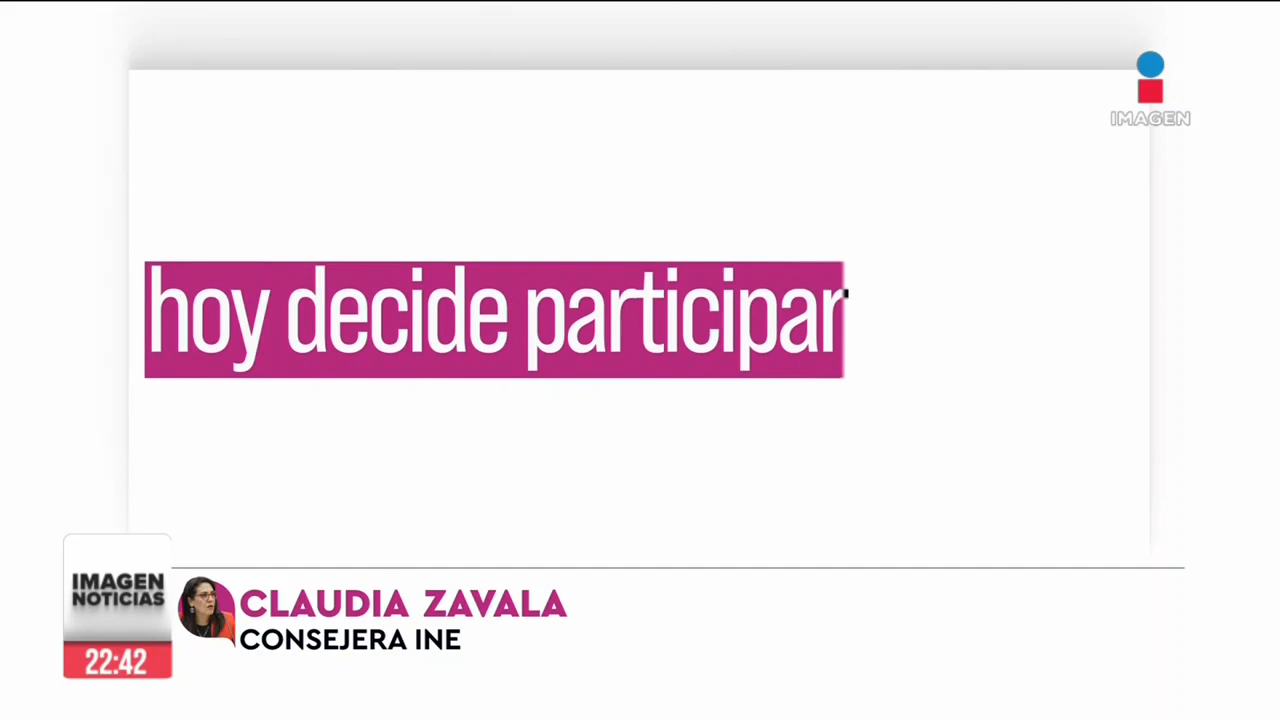 IMAGEN
hoy decide participar
IMAGEN
NOTICIAS
22:42
CLAUDIA ZAVALA
CONSEJERA INE